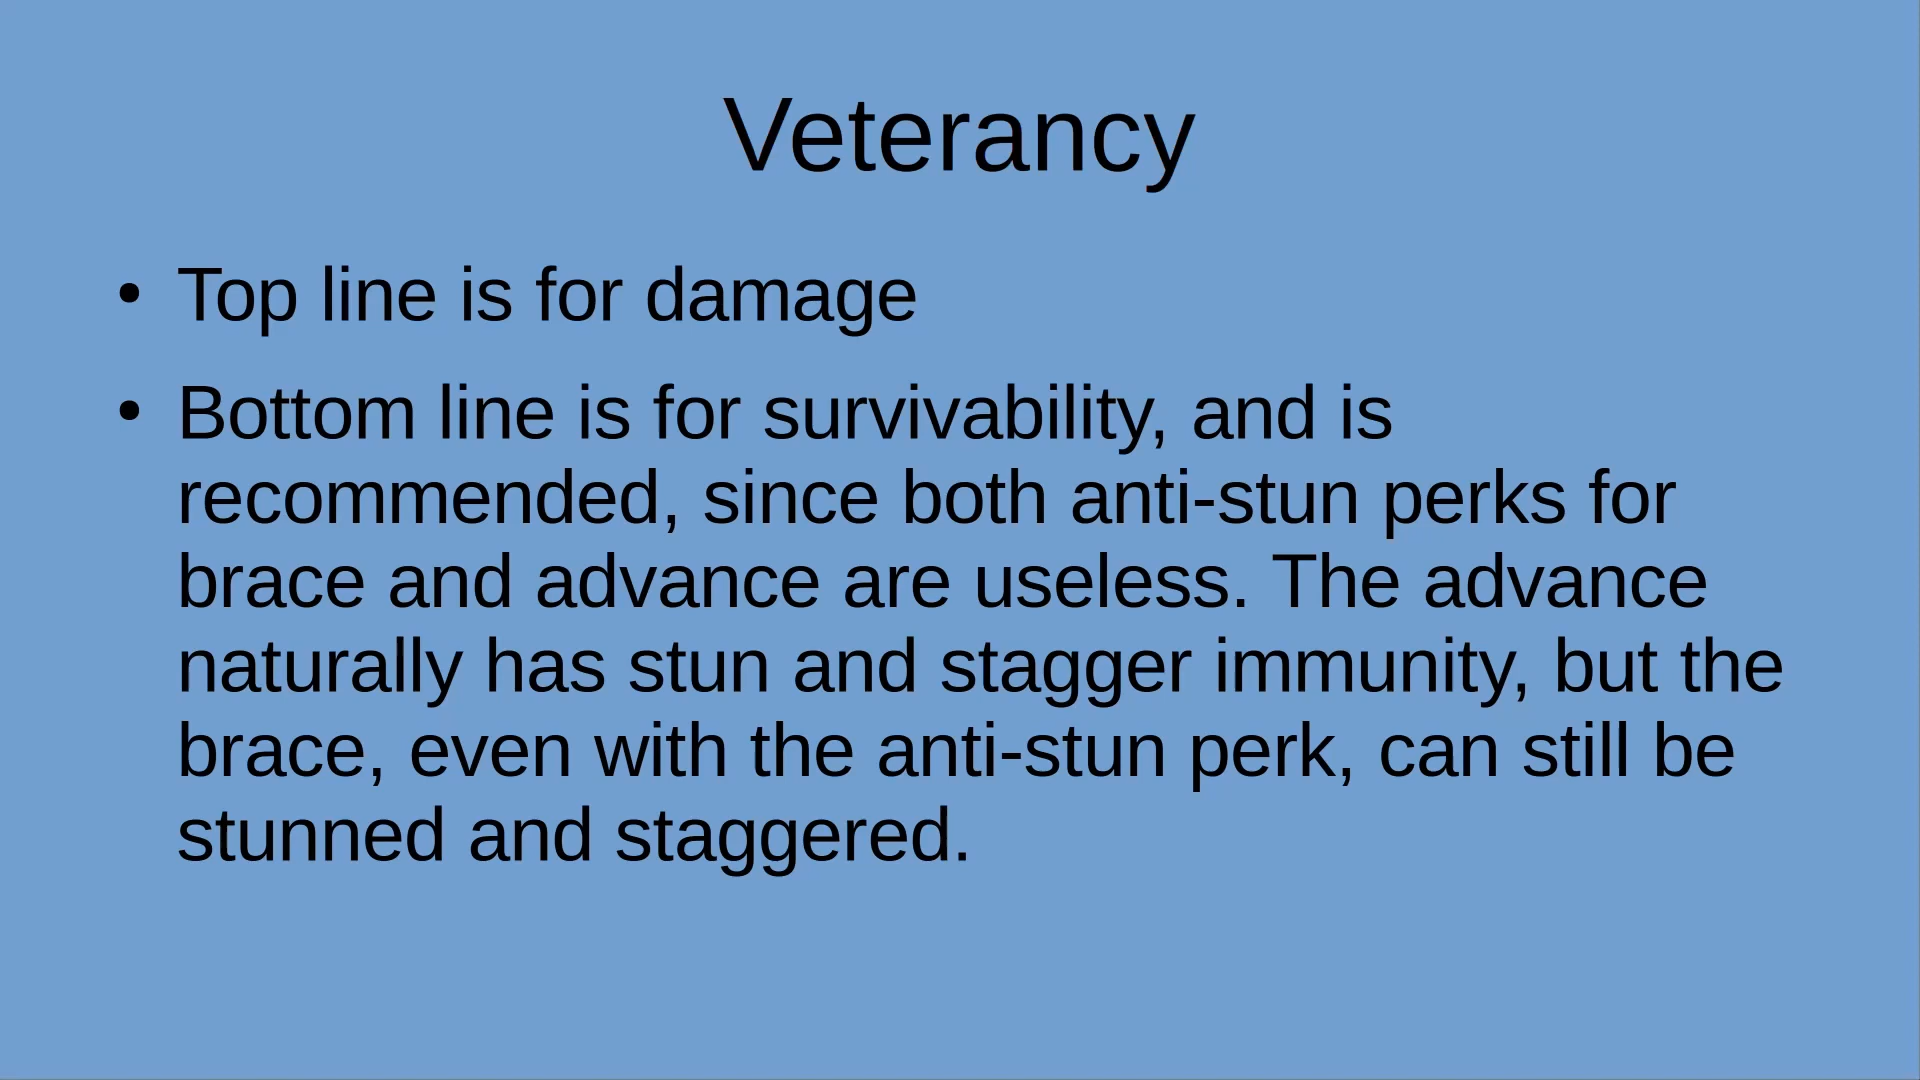 Veterancy
• Top line is for damage
• Bottom line is for survivability, and is
recommended, since both anti-stun perks for
brace and advance are useless. The advance
naturally has stun and stagger immunity, but the
brace, even with the anti-stun perk, can still be
stunned and staggered.